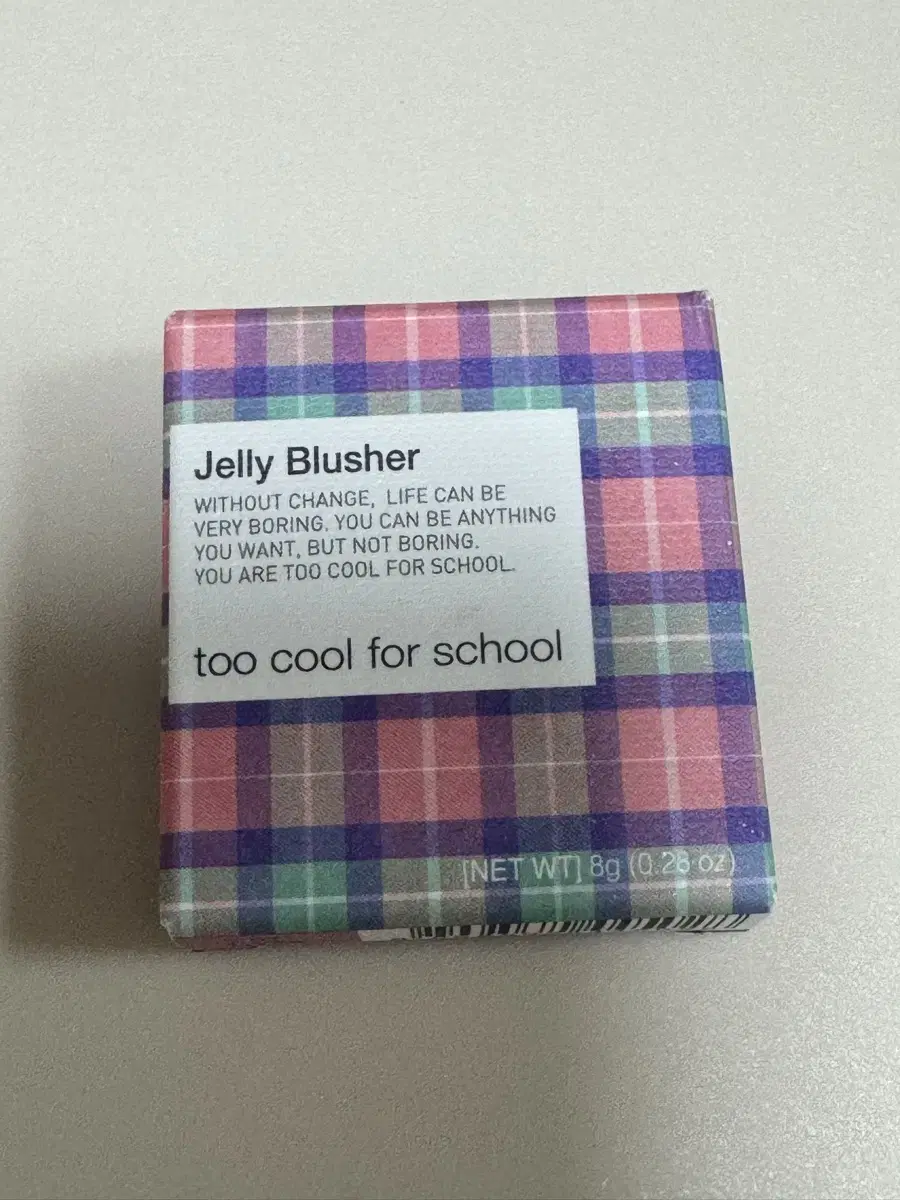 Jelly Blusher
WITHOUT CHANGE, LIFE CAN BE
VERY BORING. YOU CAN BE ANYTHING
YOU WANT, BUT NOT BORING.
YOU ARE TOO COOL FOR SCHOOL.
too cool for school
[NET WT] 8g (0.28 oz)